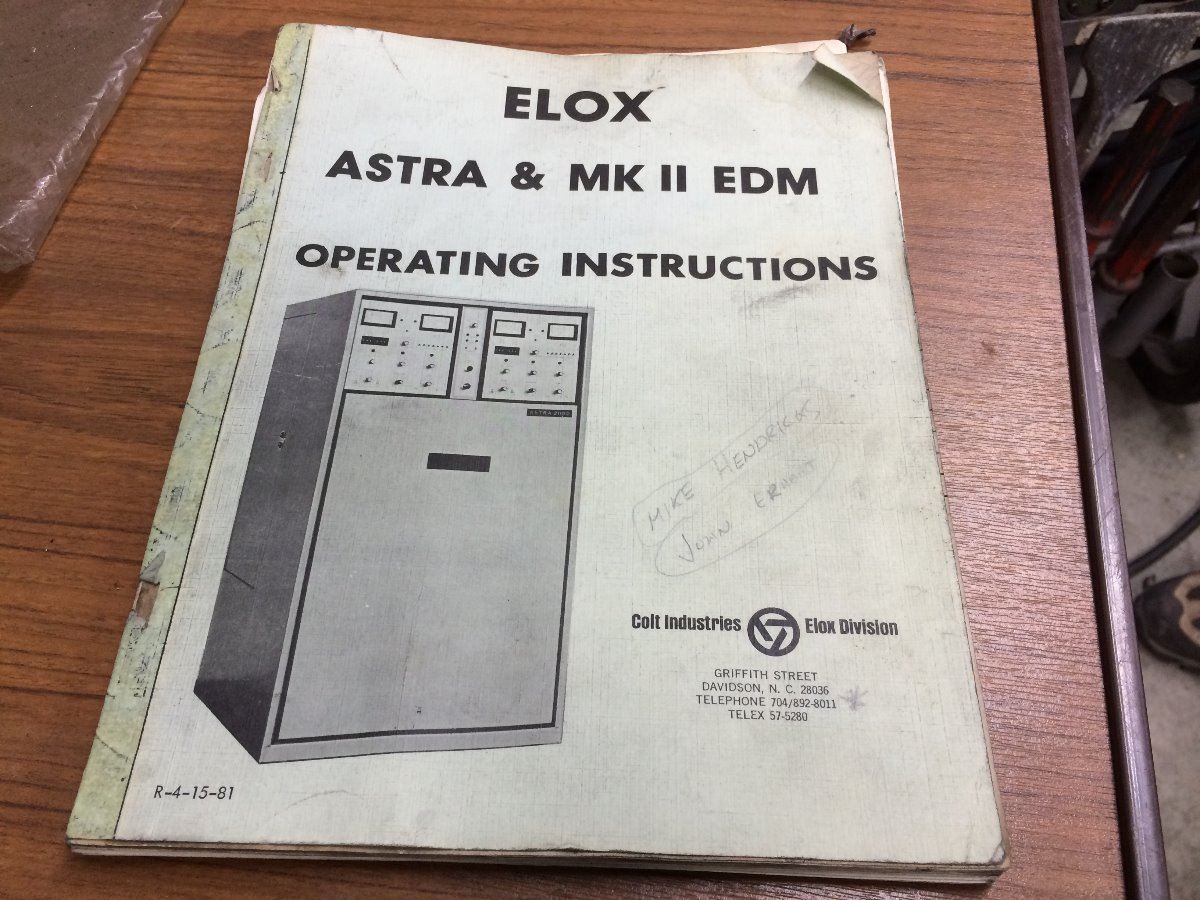 ELOX
ASTRA & MK II EDM
OPERATING INSTRUCTIONS
ASTRA 2000
MIKE HENDRICKS
JOHN
Colt Industries Elox Division
GRIFFITH STREET
DAVIDSON, N. C. 28036
TELEPHONE 704/892-8011
TELEX 57-5280
R-4-15-81